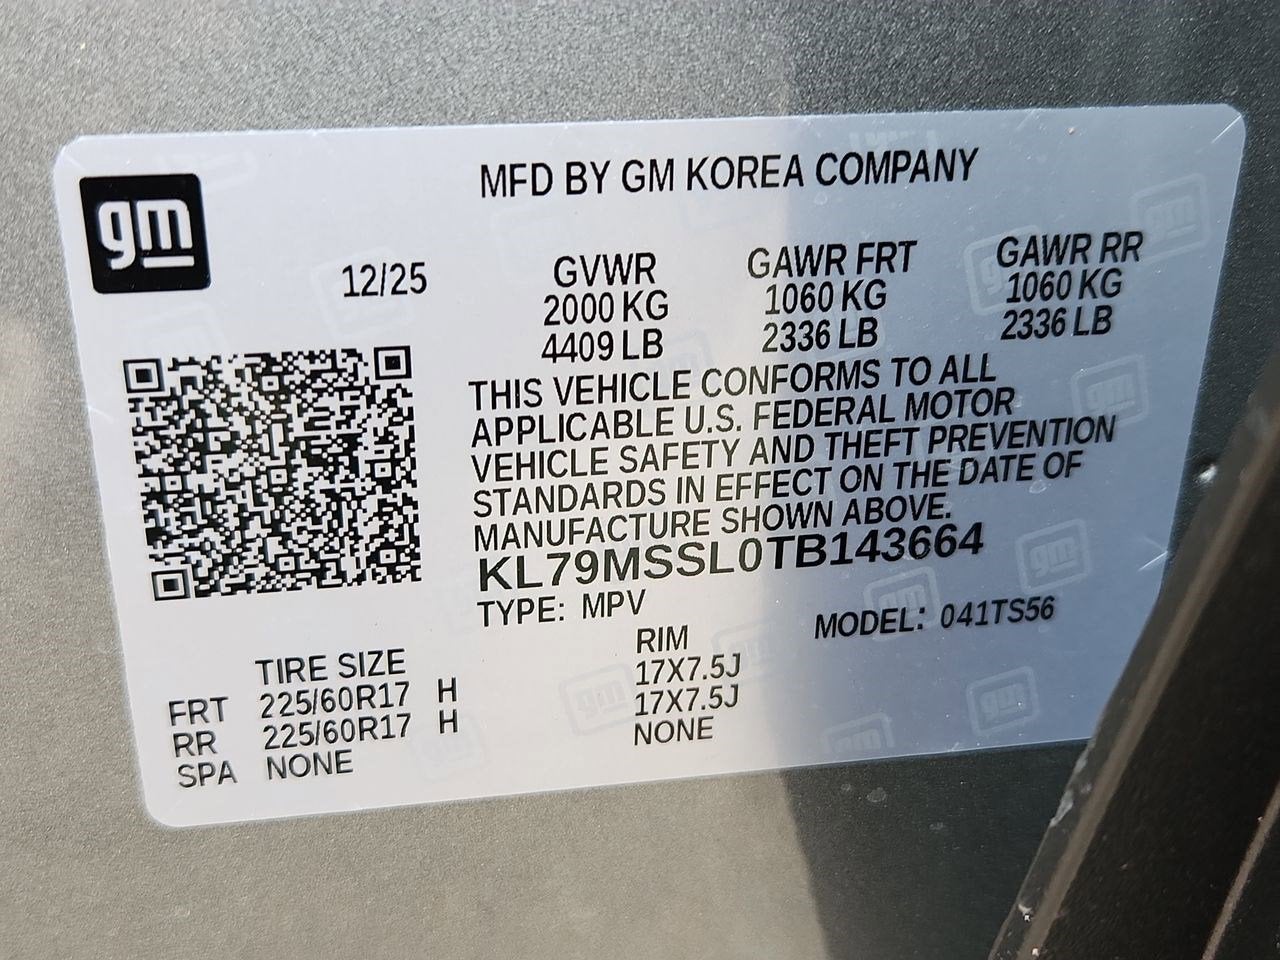 gm
MFD BY GM KOREA COMPANY
12/25
GVWR GAWR FRT GAWR RR
2000 KG 1060 KG 1060 KG
4409 LB 2336 LB 2336 LB
THIS VEHICLE CONFORMS TO ALL
APPLICABLE U.S. FEDERAL MOTOR
VEHICLE SAFETY AND THEFT PREVENTION
STANDARDS IN EFFECT ON THE DATE OF
MANUFACTURE SHOWN ABOVE.
KL79MSSL0TB143664
TYPE: MPV MODEL: 041TS56
TIRE SIZE RIM
FRT 225/60R17 H 17X7.5J
RR 225/60R17 H 17X7.5J
SPA NONE NONE